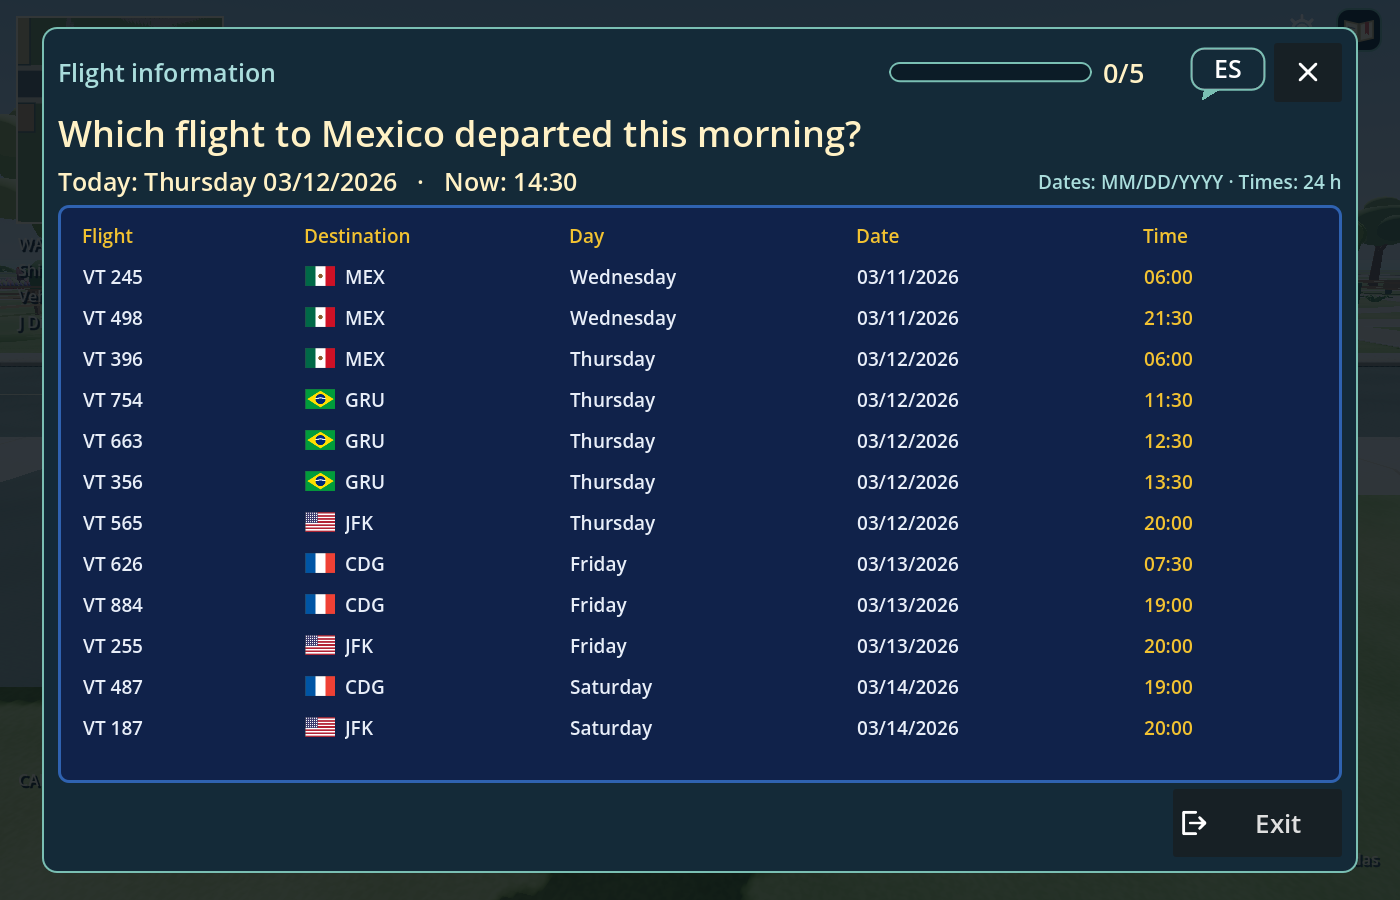 Flight information
0/5
ES
Which flight to Mexico departed this morning?
Today: Thursday 03/12/2026 · Now: 14:30
Dates: MM/DD/YYYY · Times: 24 h
Flight Destination Day Date Time
VT 245 MEX Wednesday 03/11/2026 06:00
VT 498 MEX Wednesday 03/11/2026 21:30
VT 396 MEX Thursday 03/12/2026 06:00
VT 754 GRU Thursday 03/12/2026 11:30
VT 663 GRU Thursday 03/12/2026 12:30
VT 356 GRU Thursday 03/12/2026 13:30
VT 565 JFK Thursday 03/12/2026 20:00
VT 626 CDG Friday 03/13/2026 07:30
VT 884 CDG Friday 03/13/2026 19:00
VT 255 JFK Friday 03/13/2026 20:00
VT 487 CDG Saturday 03/14/2026 19:00
VT 187 JFK Saturday 03/14/2026 20:00
Exit